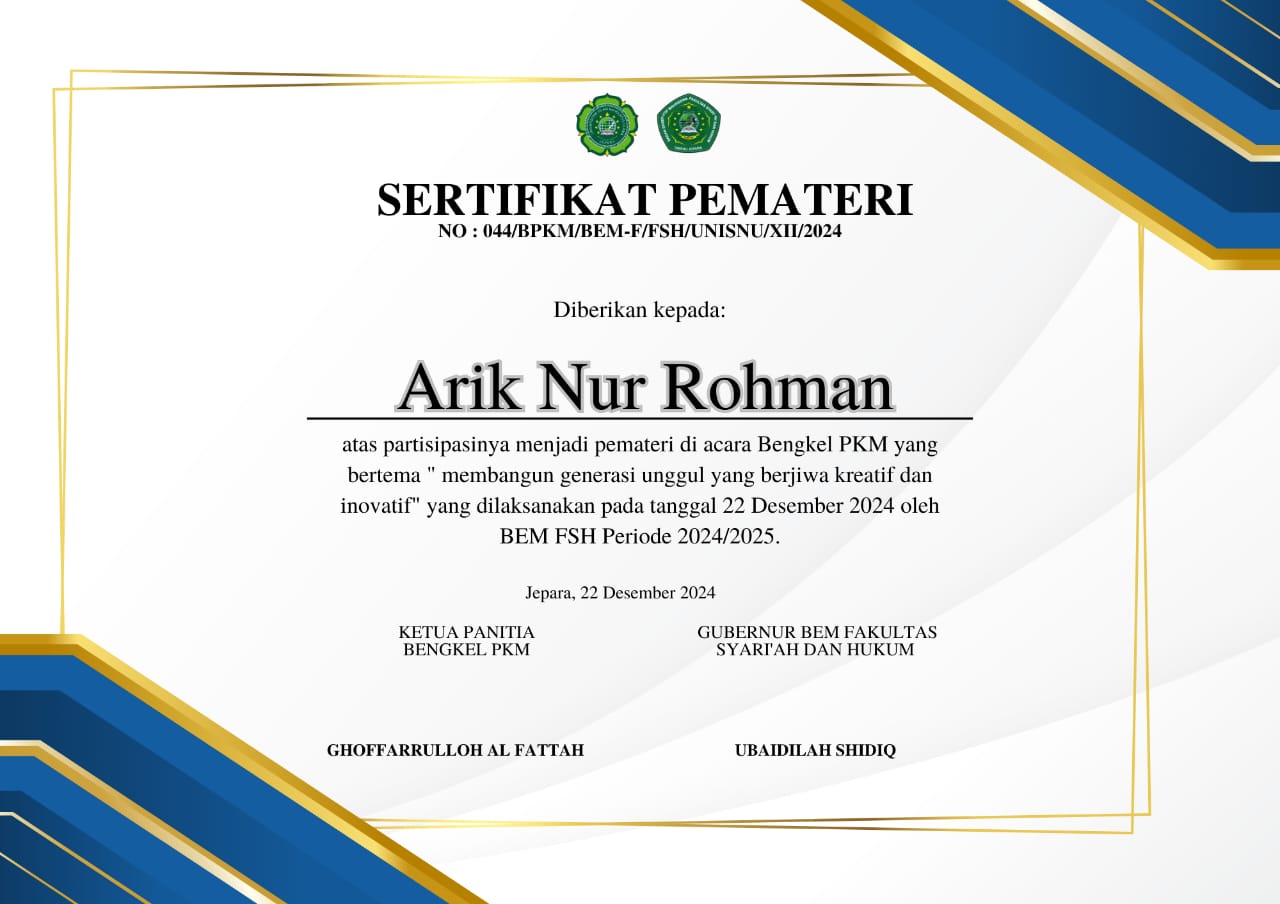 SERTIFIKAT PEMATERI
NO : 044/BPKM/BEM-F/FSH/UNISNU/XII/2024
Diberikan kepada:
Arik Nur Rohman
atas partisipasinya menjadi pemateri di acara Bengkel PKM yang
bertema " membangun generasi unggul yang berjiwa kreatif dan
inovatif" yang dilaksanakan pada tanggal 22 Desember 2024 oleh
BEM FSH Periode 2024/2025.
Jepara, 22 Desember 2024
KETUA PANITIA
BENGKEL PKM
GUBERNUR BEM FAKULTAS
SYARI'AH DAN HUKUM
GHOFFARRULLOH AL FATTAH
UBAIDILAH SHIDIQ